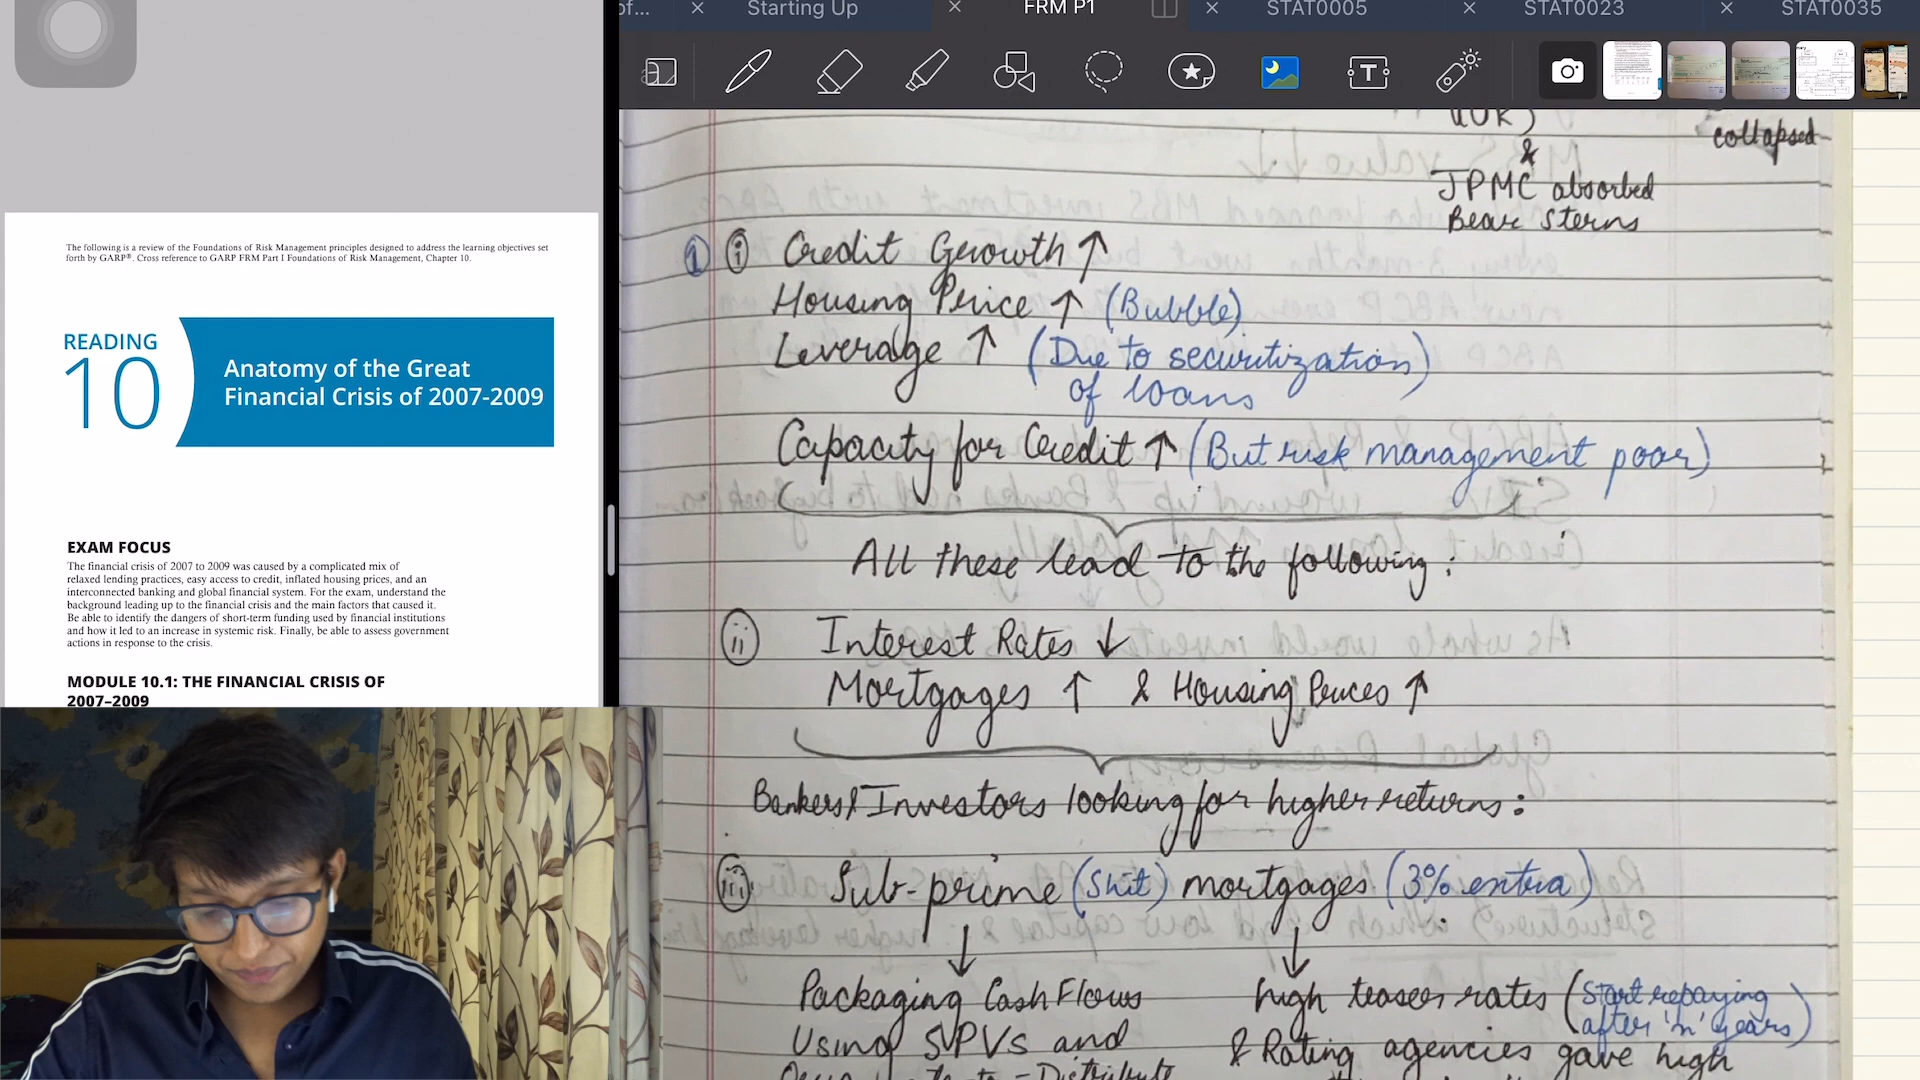 of...
Starting Up
FRM P1
STAT0005
STAT0023
STAT0035
The following is a review of the Foundations of Risk Management principles designed to address the learning objectives set
forth by GARP®. Cross reference to GARP FRM Part I Foundations of Risk Management, Chapter 10.
READING
10
Anatomy of the Great
Financial Crisis of 2007-2009
EXAM FOCUS
The financial crisis of 2007 to 2009 was caused by a complicated mix of
relaxed lending practices, easy access to credit, inflated housing prices, and an
interconnected banking and global financial system. For the exam, understand the
background leading up to the financial crisis and the main factors that caused it.
Be able to identify the dangers of short-term funding used by financial institutions
and how it led to an increase in systemic risk. Finally, be able to assess government
actions in response to the crisis.
MODULE 10.1: THE FINANCIAL CRISIS OF
2007–2009
UK)
collapsed
&
JPMC absorbed
Bear Sterns
① ⓘ Credit Growth ↑
Housing Price ↑ (Bubble)
Leverage ↑ (Due to securitization)
of loans
Capacity for Credit ↑ (But risk management poor)
All these lead to the following:
ⓘⓘ Interest Rates ↓
Mortgages ↑ & Housing Prices ↑
Bankers & Investors looking for higher returns:
iii Sub-prime (Shit) mortgages (3% extra)
↓ ↓
Packaging Cash Flows
Using SPVs and
high teaser rates (Start repaying
after 'n' years)
& Rating agencies gave high
- Distribute